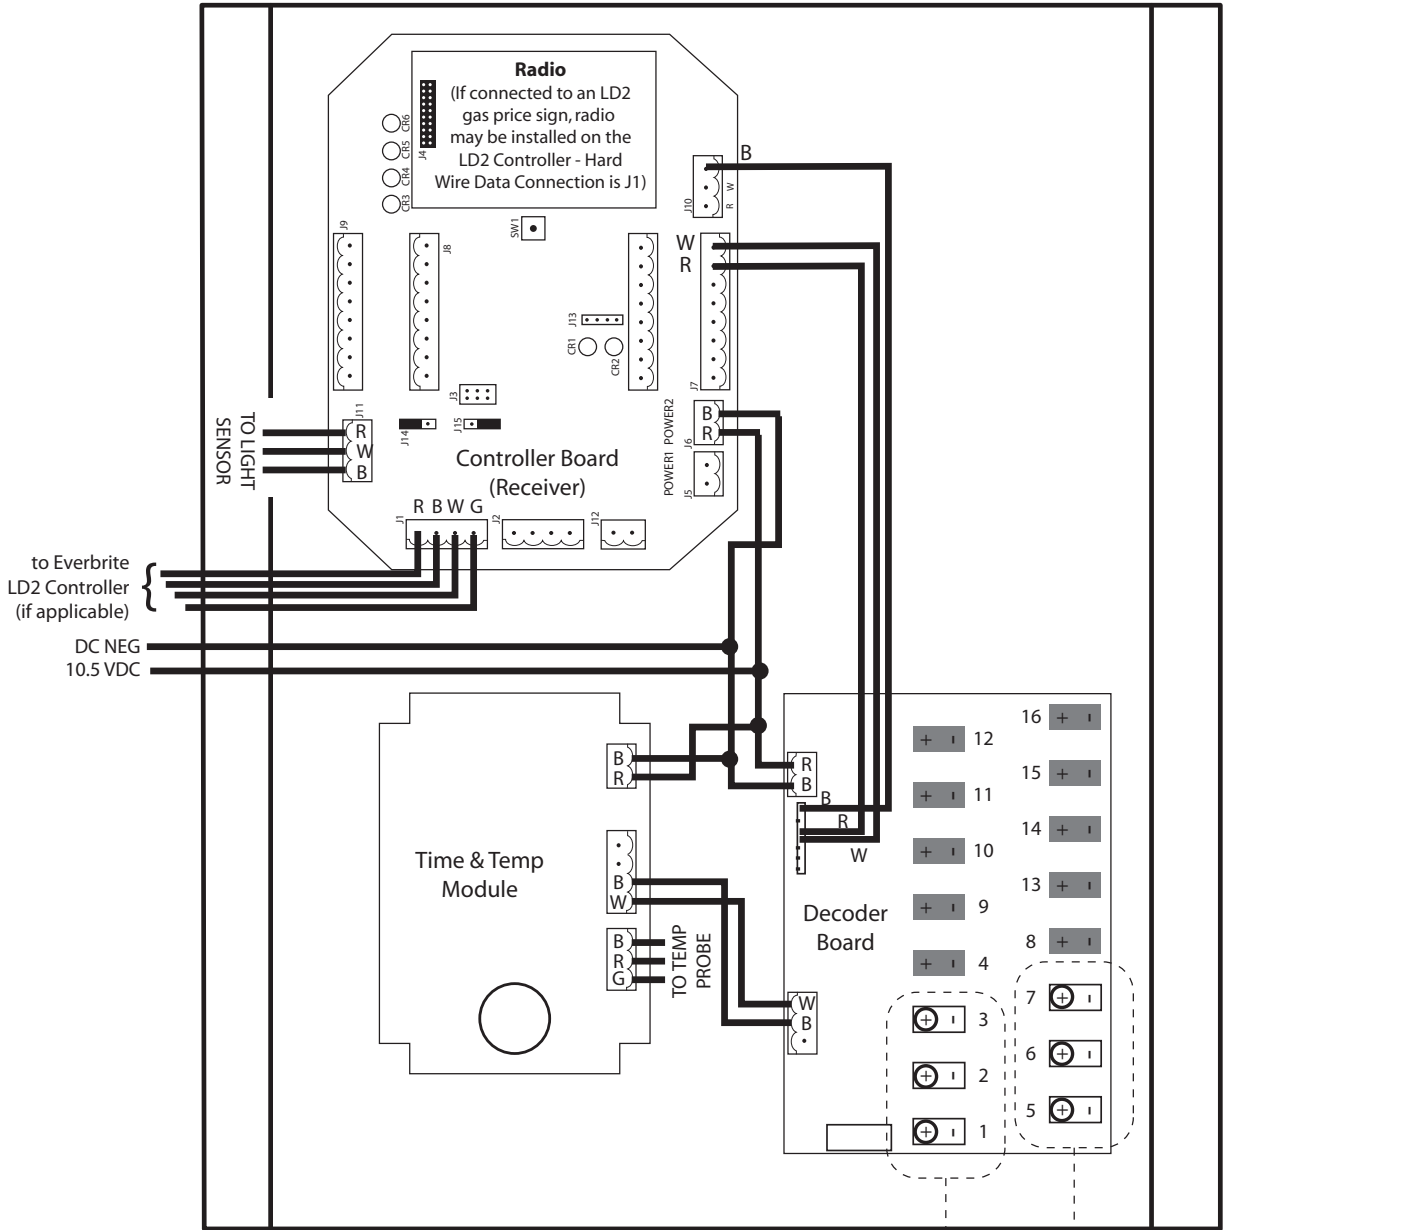 Radio
(If connected to an LD2
gas price sign, radio
may be installed on the
LD2 Controller - Hard
Wire Data Connection is J1)
J4
CR6
CR5
CR4
CR3
SW1
B
J10
W
R
J9
J8
W
R
J13
CR1
CR2
J7
J3
J14
J15
TO LIGHT
SENSOR
J11
R
W
B
POWER2
J6
B
R
POWER1
J5
Controller Board
(Receiver)
R B W G
J1
J2
J12
to Everbrite
LD2 Controller
(if applicable)
{
DC NEG
10.5 VDC
Time & Temp
Module
B
R
B
W
B
R
G
TO TEMP
PROBE
R
B
B
R
W
Decoder
Board
W
B
16 + -
+ - 12
15 + -
+ - 11
14 + -
+ - 10
13 + -
+ - 9
8 + -
+ - 4
7 + -
+ - 3
6 + -
+ - 2
5 + -
+ - 1